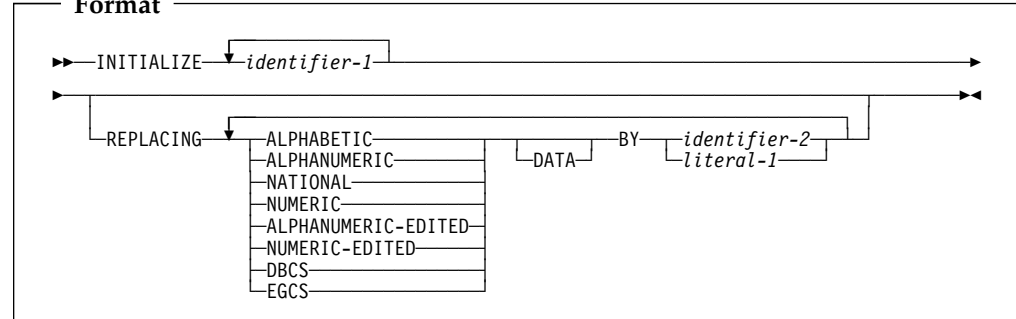 Format
INITIALIZE identifier-1
REPLACING ALPHABETIC DATA BY identifier-2
ALPHANUMERIC literal-1
NATIONAL
NUMERIC
ALPHANUMERIC-EDITED
NUMERIC-EDITED
DBCS
EGCS